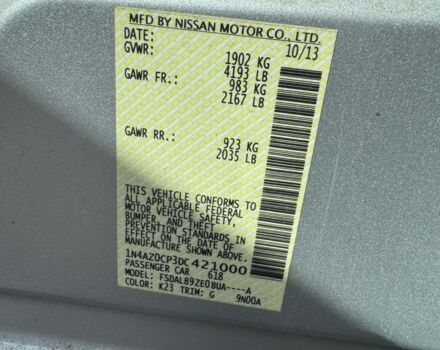 MFD BY NISSAN MOTOR CO., LTD.
DATE: 10/13
GVWR: 1902 KG
4193 LB
GAWR FR.: 983 KG
2167 LB
GAWR RR.: 923 KG
2035 LB
THIS VEHICLE CONFORMS TO
ALL APPLICABLE FEDERAL
MOTOR VEHICLE SAFETY,
BUMPER, AND THEFT
PREVENTION STANDARDS
IN EFFECT ON THE DATE OF
MANUFACTURE SHOWN ABOVE.
1N4AZ0CP3DC421000
PASSENGER CAR 618
MODEL: FSDALB9ZE0BUA----A
COLOR: K23 TRIM: G 9N00A